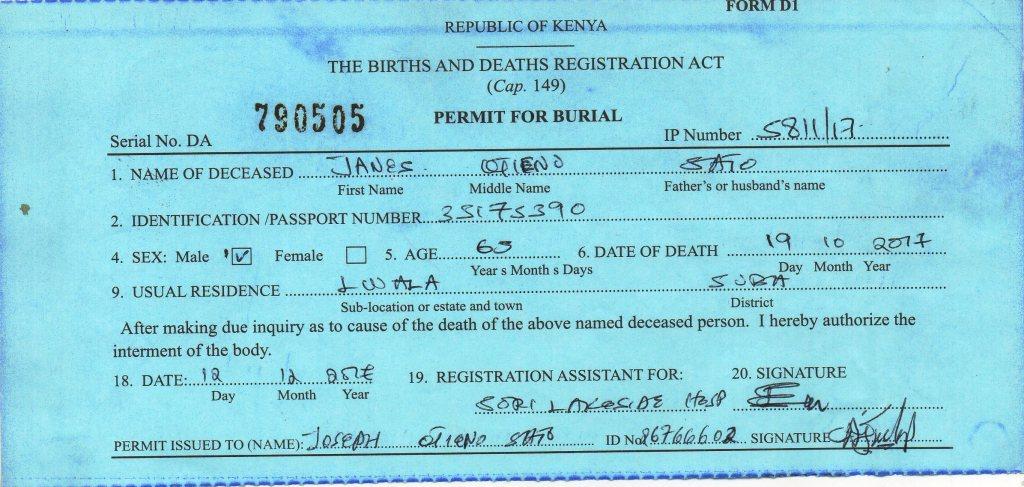 FORM D1
REPUBLIC OF KENYA
THE BIRTHS AND DEATHS REGISTRATION ACT
(Cap. 149)
PERMIT FOR BURIAL
Serial No. DA 790505 IP Number 5811/17
1. NAME OF DECEASED JANES OTIENO SATO
First Name Middle Name Father's or husband's name
2. IDENTIFICATION /PASSPORT NUMBER 35175390
4. SEX: Male ☑ Female ☐ 5. AGE 65 6. DATE OF DEATH 19 10 2017
Year s Month s Days Day Month Year
9. USUAL RESIDENCE LWALA SUBA
Sub-location or estate and town District
After making due inquiry as to cause of the death of the above named deceased person. I hereby authorize the
interment of the body.
18. DATE: 12 12 19. REGISTRATION ASSISTANT FOR: 20. SIGNATURE
Day Month Year
SORI LAKESIDE Hosp
PERMIT ISSUED TO (NAME): JOSEPH OTIENO SATO ID No 26766602 SIGNATURE